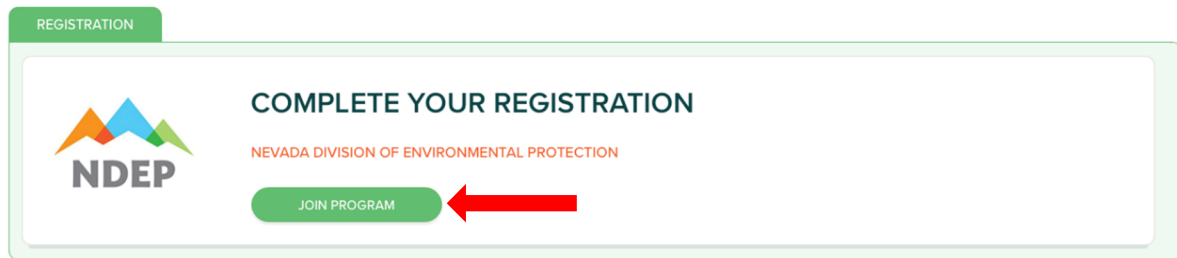 REGISTRATION
COMPLETE YOUR REGISTRATION
NEVADA DIVISION OF ENVIRONMENTAL PROTECTION
NDEP
JOIN PROGRAM